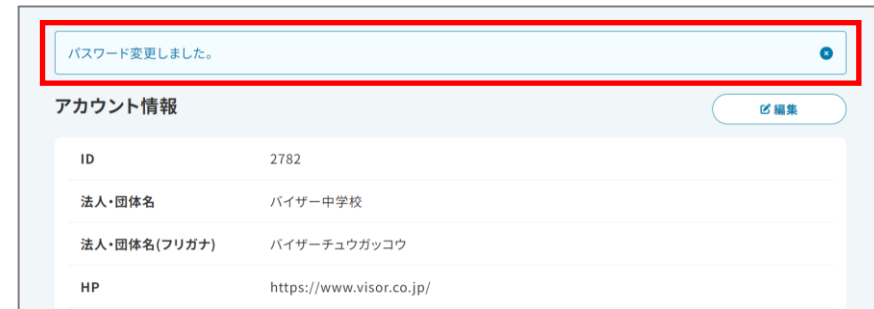 パスワード変更しました。
アカウント情報 編集
ID 2782
法人・団体名 バイザー中学校
法人・団体名(フリガナ) バイザーチュウガッコウ
HP https://www.visor.co.jp/